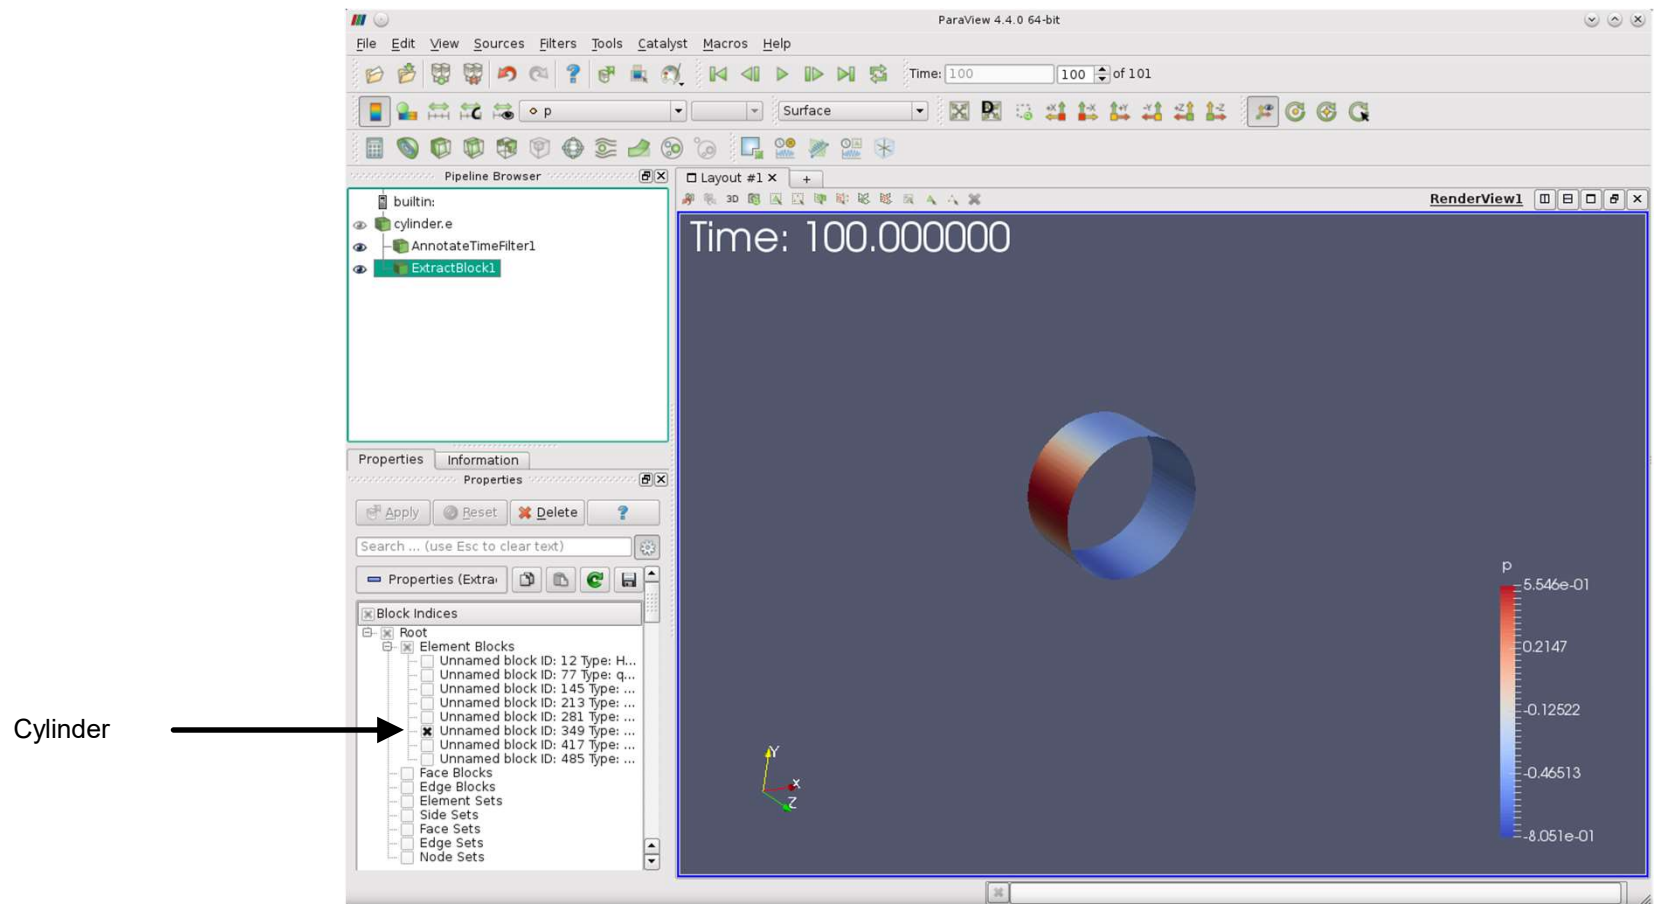 ParaView 4.4.0 64-bit
File Edit View Sources Filters Tools Catalyst Macros Help
Time: 100 100 of 101
p Surface
Pipeline Browser
Layout #1
builtin:
cylinder.e
AnnotateTimeFilter1
ExtractBlock1
3D
RenderView1
Time: 100.000000
Properties Information
Properties
Apply Reset Delete ?
Search ... (use Esc to clear text)
Properties (Extra
Block Indices
Root
Element Blocks
Unnamed block ID: 12 Type: H...
Unnamed block ID: 77 Type: q...
Unnamed block ID: 145 Type: ...
Unnamed block ID: 213 Type: ...
Unnamed block ID: 281 Type: ...
Unnamed block ID: 349 Type: ...
Unnamed block ID: 417 Type: ...
Unnamed block ID: 485 Type: ...
Face Blocks
Edge Blocks
Element Sets
Side Sets
Face Sets
Edge Sets
Node Sets
Cylinder
Y
X
Z
p
5.546e-01
0.2147
-0.12522
-0.46513
-8.051e-01